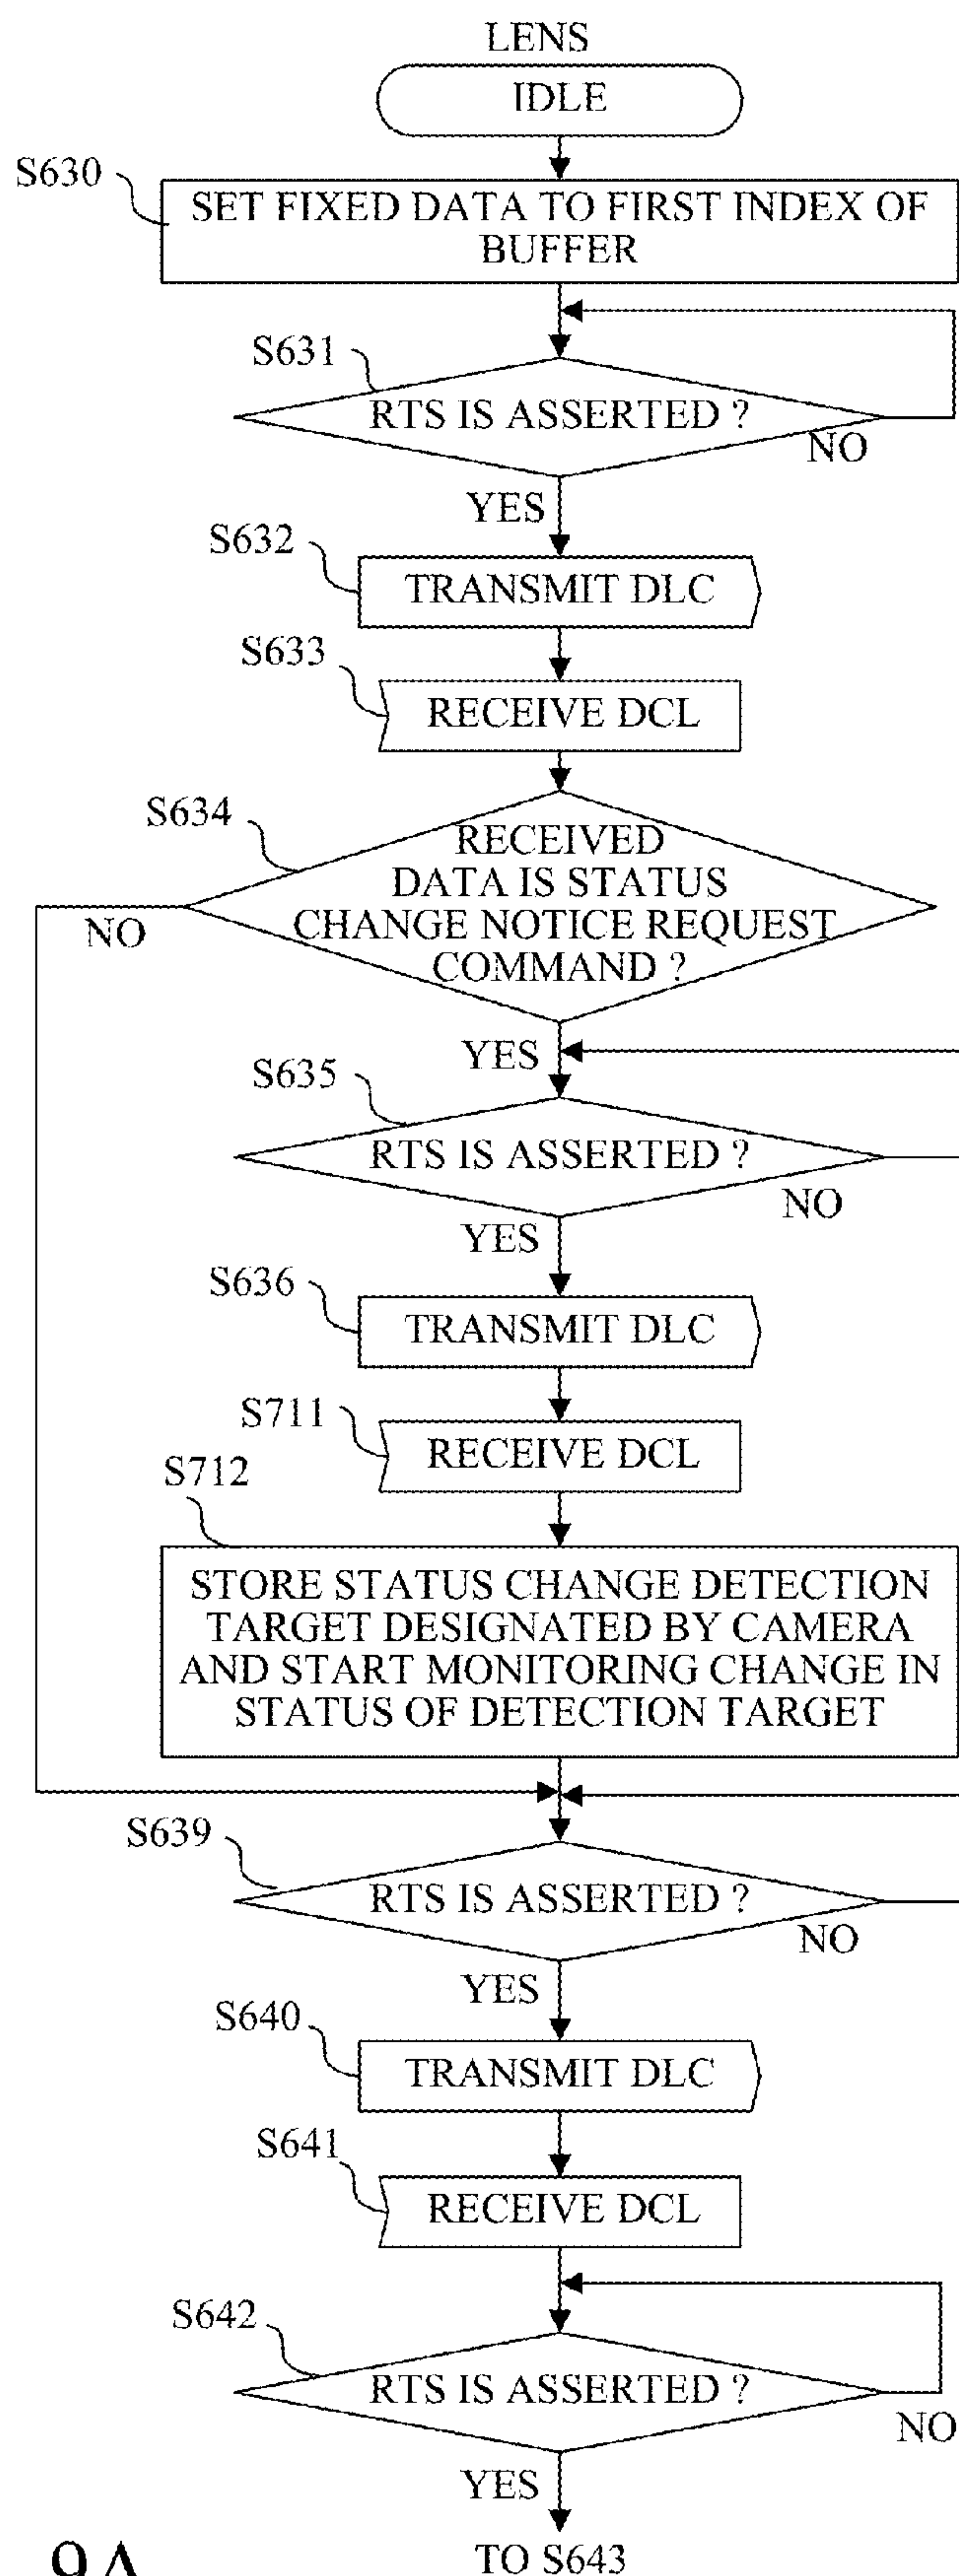 LENS
IDLE
S630
SET FIXED DATA TO FIRST INDEX OF
BUFFER
S631
RTS IS ASSERTED ?
NO
YES
S632
TRANSMIT DLC
S633
RECEIVE DCL
S634
RECEIVED
DATA IS STATUS
CHANGE NOTICE REQUEST
COMMAND ?
NO
YES
S635
RTS IS ASSERTED ?
NO
YES
S636
TRANSMIT DLC
S711
RECEIVE DCL
S712
STORE STATUS CHANGE DETECTION
TARGET DESIGNATED BY CAMERA
AND START MONITORING CHANGE IN
STATUS OF DETECTION TARGET
S639
RTS IS ASSERTED ?
NO
YES
S640
TRANSMIT DLC
S641
RECEIVE DCL
S642
RTS IS ASSERTED ?
NO
YES
TO S643
9A